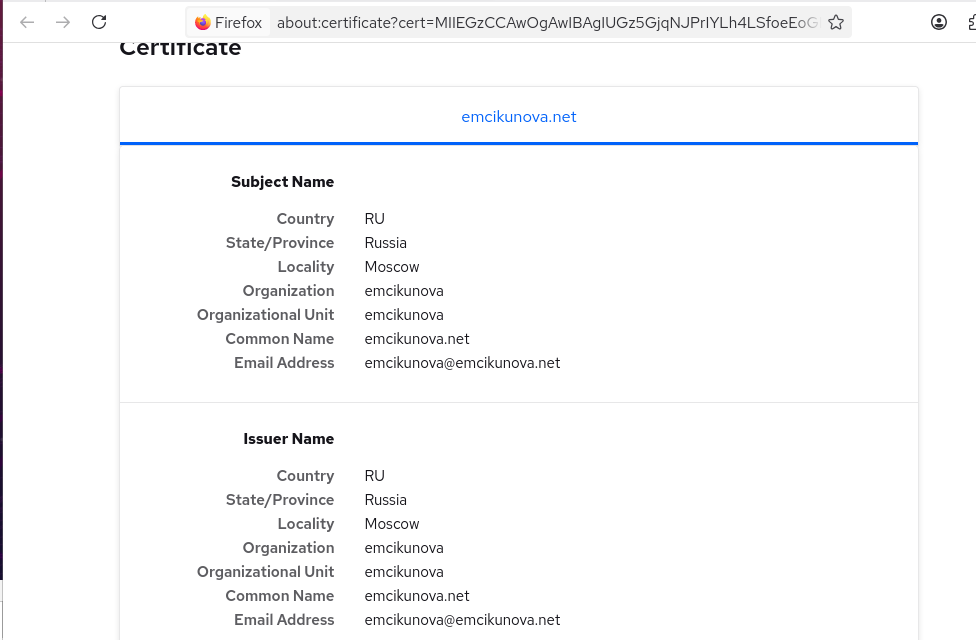 Firefox about:certificate?cert=MIIEGzCCAwOgAwIBAgIUGz5GjqNJPrIYLh4LSfoeEoG
Certificate
emcikunova.net
Subject Name
Country RU
State/Province Russia
Locality Moscow
Organization emcikunova
Organizational Unit emcikunova
Common Name emcikunova.net
Email Address emcikunova@emcikunova.net
Issuer Name
Country RU
State/Province Russia
Locality Moscow
Organization emcikunova
Organizational Unit emcikunova
Common Name emcikunova.net
Email Address emcikunova@emcikunova.net